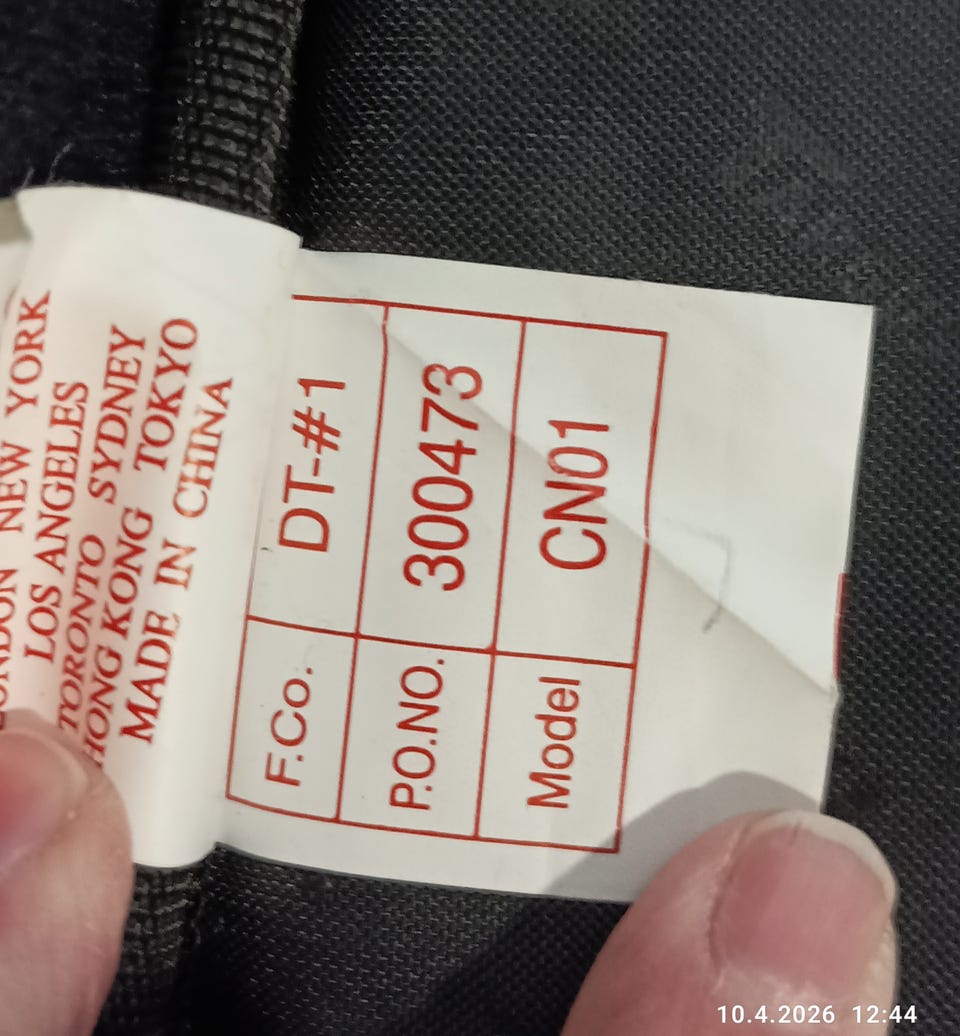 NEW YORK
LOS ANGELES
TORONTO SYDNEY
HONG KONG TOKYO
MADE IN CHINA
F.Co. DT-#1
P.O.NO. 300473
Model CN01
10.4.2026 12:44